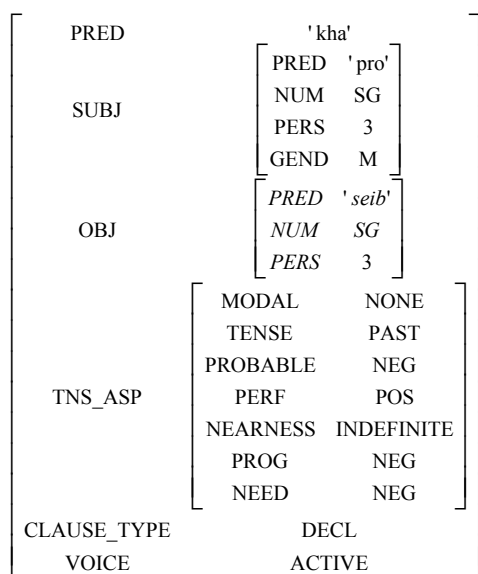 PRED 'kha'
PRED 'pro'
NUM SG
SUBJ
PERS 3
GEND M
PRED 'seib'
OBJ NUM SG
PERS 3
MODAL NONE
TENSE PAST
PROBABLE NEG
TNS_ASP PERF POS
NEARNESS INDEFINITE
PROG NEG
NEED NEG
CLAUSE_TYPE DECL
VOICE ACTIVE